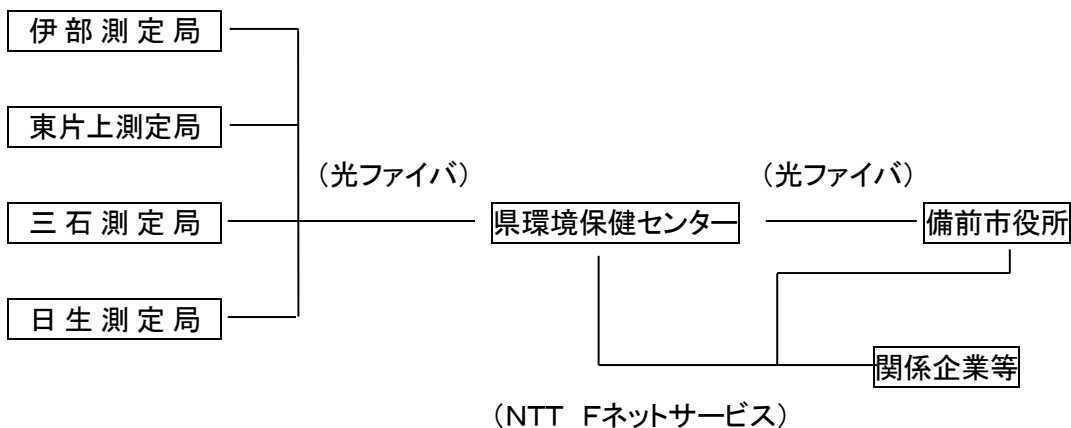 伊部測定局
東片上測定局
(光ファイバ)
(光ファイバ)
三石測定局
県環境保健センター
備前市役所
日生測定局
関係企業等
(NTT Fネットサービス)